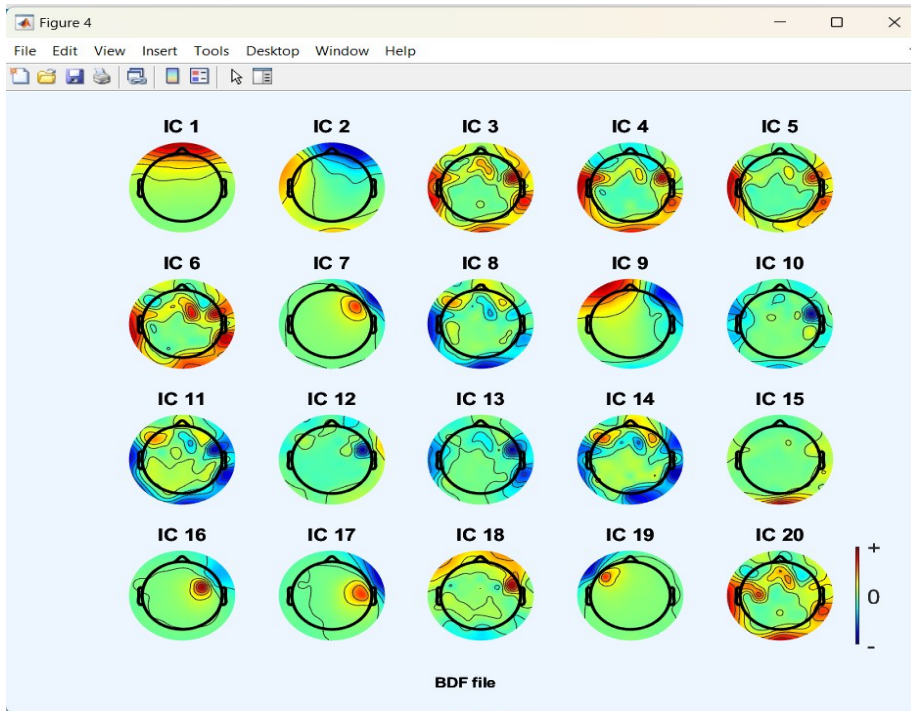 Figure 4
File Edit View Insert Tools Desktop Window Help
IC 1 IC 2 IC 3 IC 4 IC 5
IC 6 IC 7 IC 8 IC 9 IC 10
IC 11 IC 12 IC 13 IC 14 IC 15
IC 16 IC 17 IC 18 IC 19 IC 20
+
0
-
BDF file